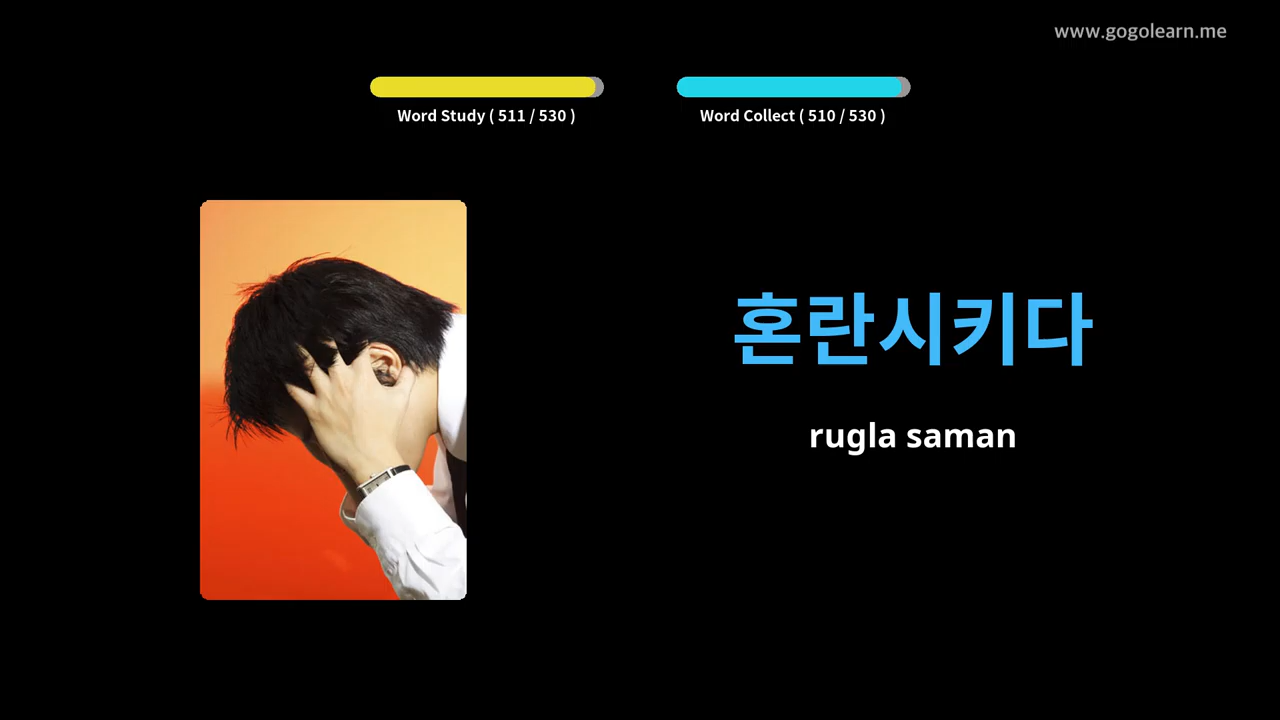 www.gogolearn.me
Word Study ( 511 / 530 )
Word Collect ( 510 / 530 )
혼란시키다
rugla saman